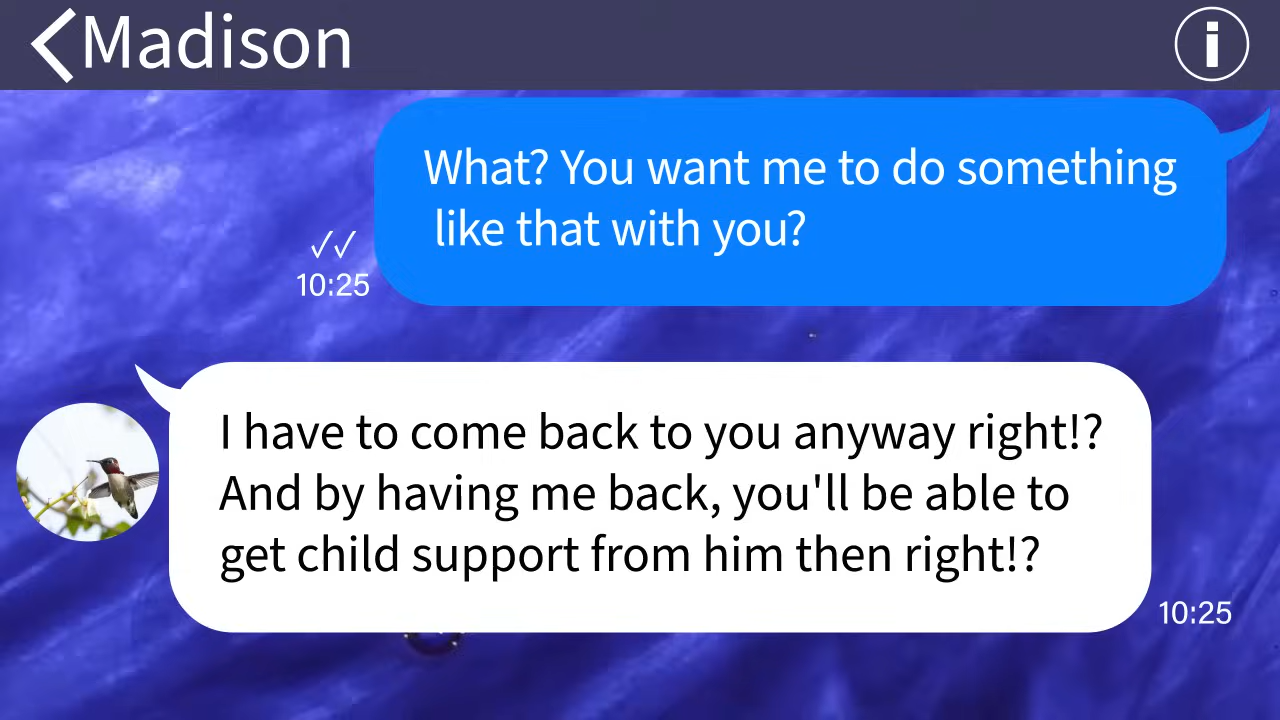 Madison
What? You want me to do something
like that with you?
✓✓
10:25
I have to come back to you anyway right!?
And by having me back, you'll be able to
get child support from him then right!?
10:25